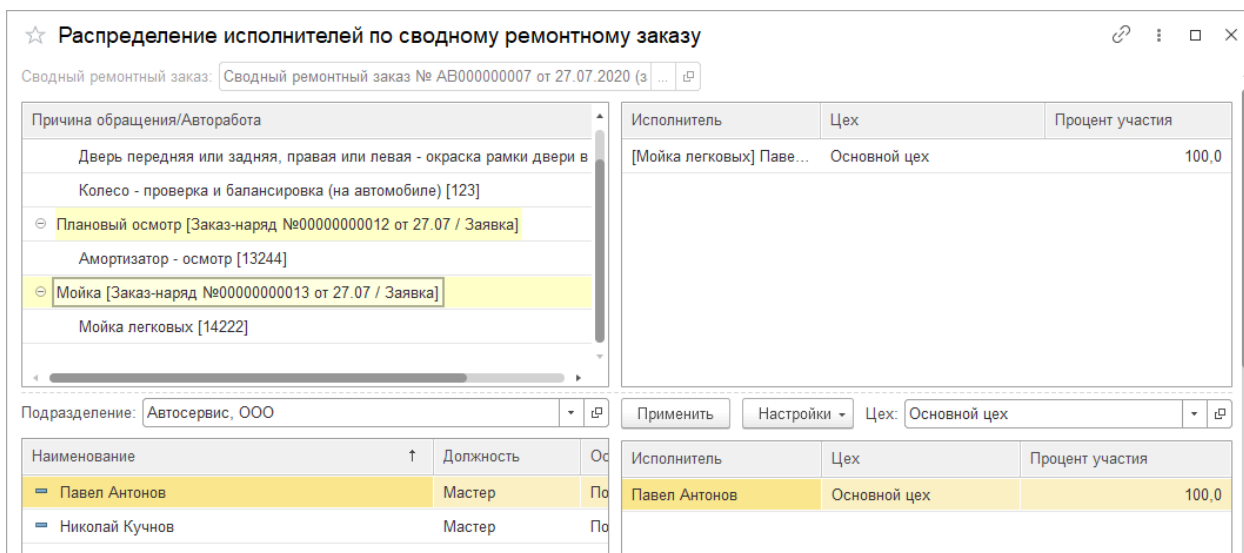 Распределение исполнителей по сводному ремонтному заказу
Сводный ремонтный заказ: Сводный ремонтный заказ № АВ000000007 от 27.07.2020 (з ...
Причина обращения/Авторабота
Дверь передняя или задняя, правая или левая - окраска рамки двери в
Колесо - проверка и балансировка (на автомобиле) [123]
Плановый осмотр [Заказ-наряд №00000000012 от 27.07 / Заявка]
Амортизатор - осмотр [13244]
Мойка [Заказ-наряд №00000000013 от 27.07 / Заявка]
Мойка легковых [14222]
Исполнитель Цех Процент участия
[Мойка легковых] Паве... Основной цех 100,0
Подразделение: Автосервис, ООО
Применить Настройки Цех: Основной цех
Наименование ↑ Должность Ос
Павел Антонов Мастер По
Николай Кучнов Мастер По
Исполнитель Цех Процент участия
Павел Антонов Основной цех 100,0